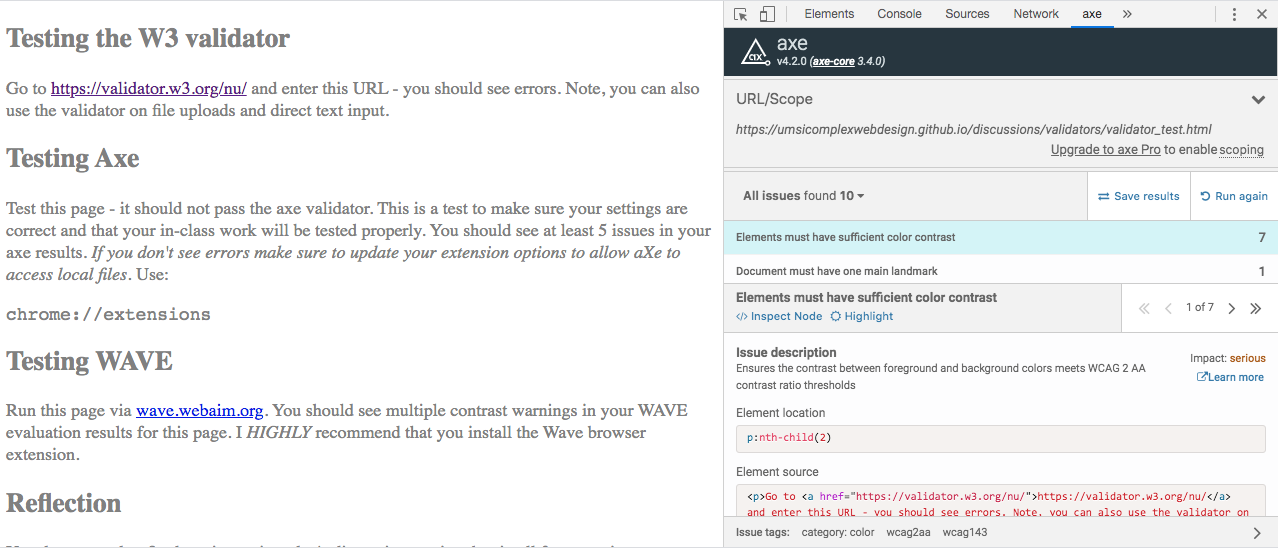 Testing the W3 validator
Go to https://validator.w3.org/nu/ and enter this URL - you should see errors. Note, you can also
use the validator on file uploads and direct text input.
Testing Axe
Test this page - it should not pass the axe validator. This is a test to make sure your settings are
correct and that your in-class work will be tested properly. You should see at least 5 issues in your
axe results. If you don't see errors make sure to update your extension options to allow aXe to
access local files. Use:
chrome://extensions
Testing WAVE
Run this page via wave.webaim.org. You should see multiple contrast warnings in your WAVE
evaluation results for this page. I HIGHLY recommend that you install the Wave browser
extension.
Reflection
Elements Console Sources Network axe »
axe
v4.2.0 (axe-core 3.4.0)
URL/Scope
https://umsicomplexwebdesign.github.io/discussions/validators/validator_test.html
Upgrade to axe Pro to enable scoping
All issues found 10
Save results
Run again
Elements must have sufficient color contrast 7
Document must have one main landmark 1
Elements must have sufficient color contrast
</> Inspect Node Highlight
1 of 7
Issue description
Ensures the contrast between foreground and background colors meets WCAG 2 AA
contrast ratio thresholds
Impact: serious
Learn more
Element location
p:nth-child(2)
Element source
<p>Go to <a href="https://validator.w3.org/nu/">https://validator.w3.org/nu/</a>
and enter this URL - you should see errors. Note, you can also use the validator on
Issue tags: category: color wcag2aa wcag143